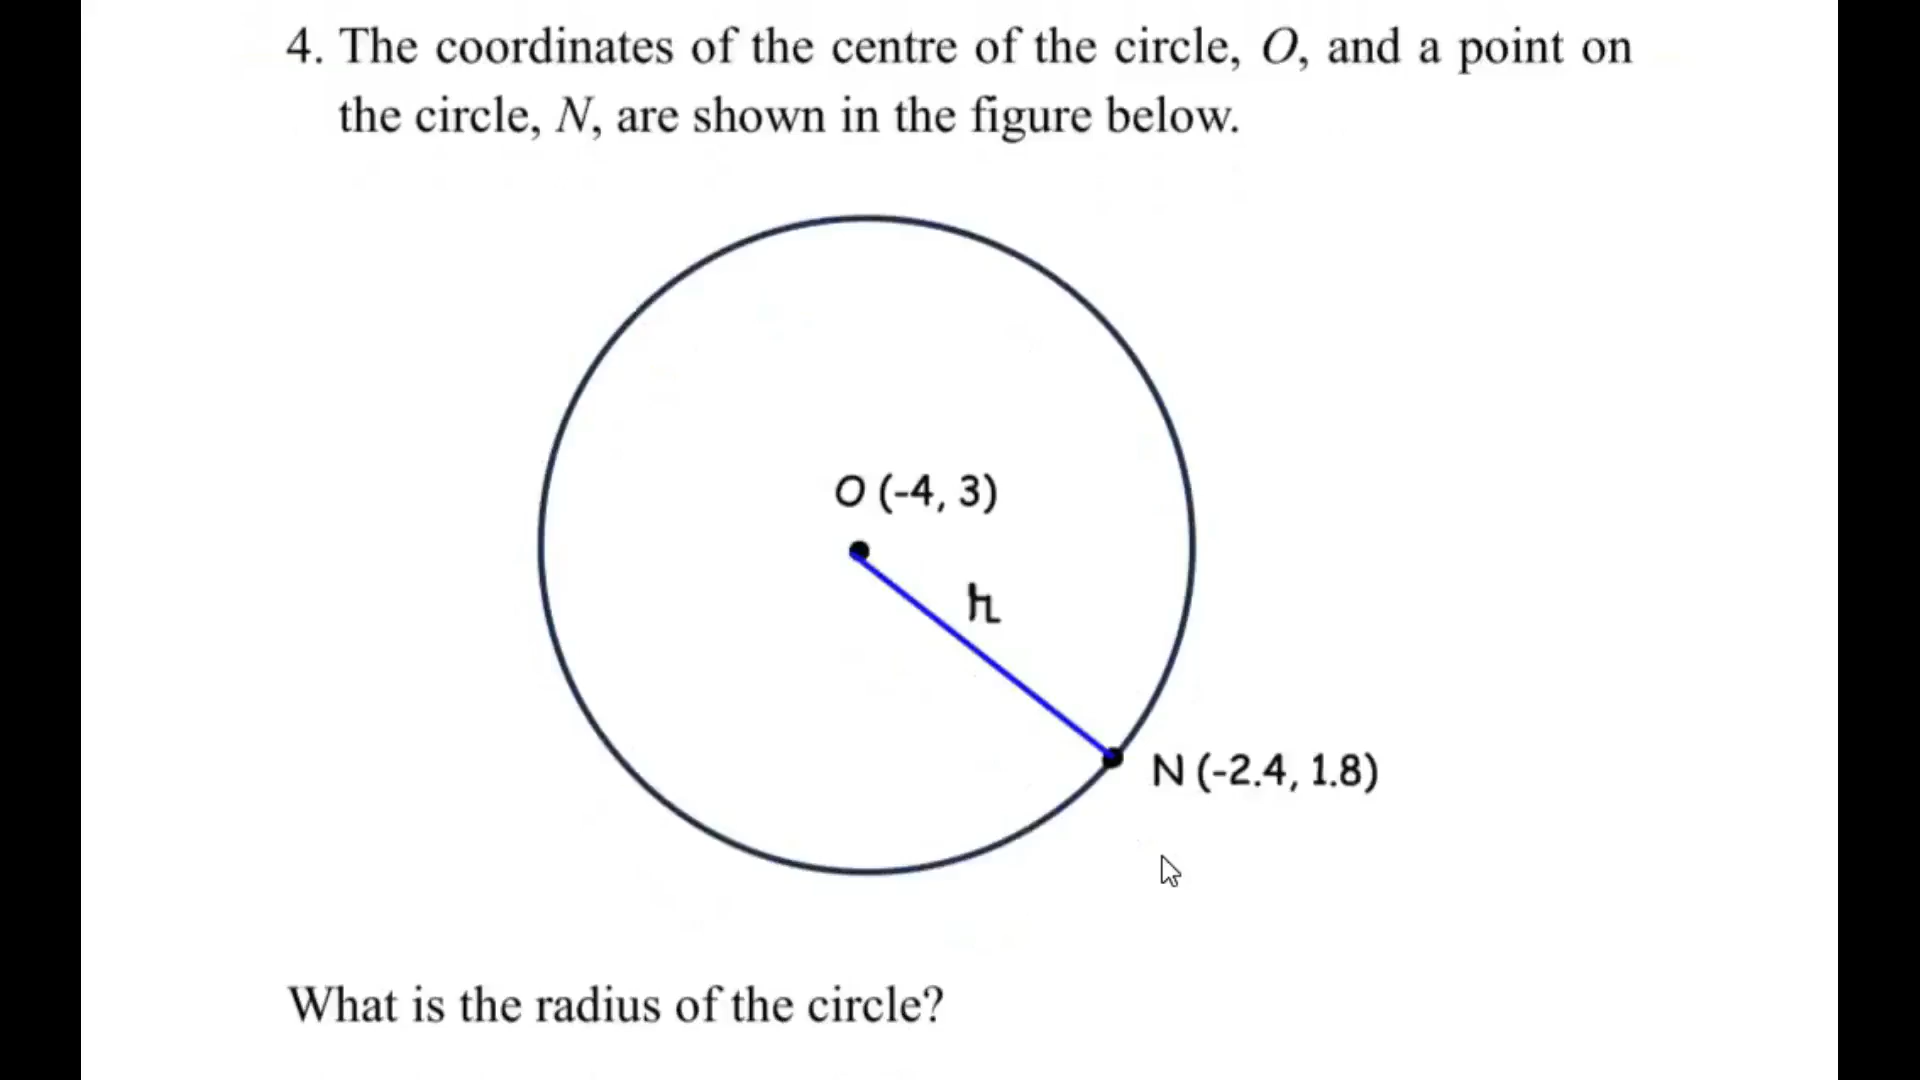 4. The coordinates of the centre of the circle, O, and a point on
the circle, N, are shown in the figure below.
O (-4, 3)
r
N (-2.4, 1.8)
What is the radius of the circle?